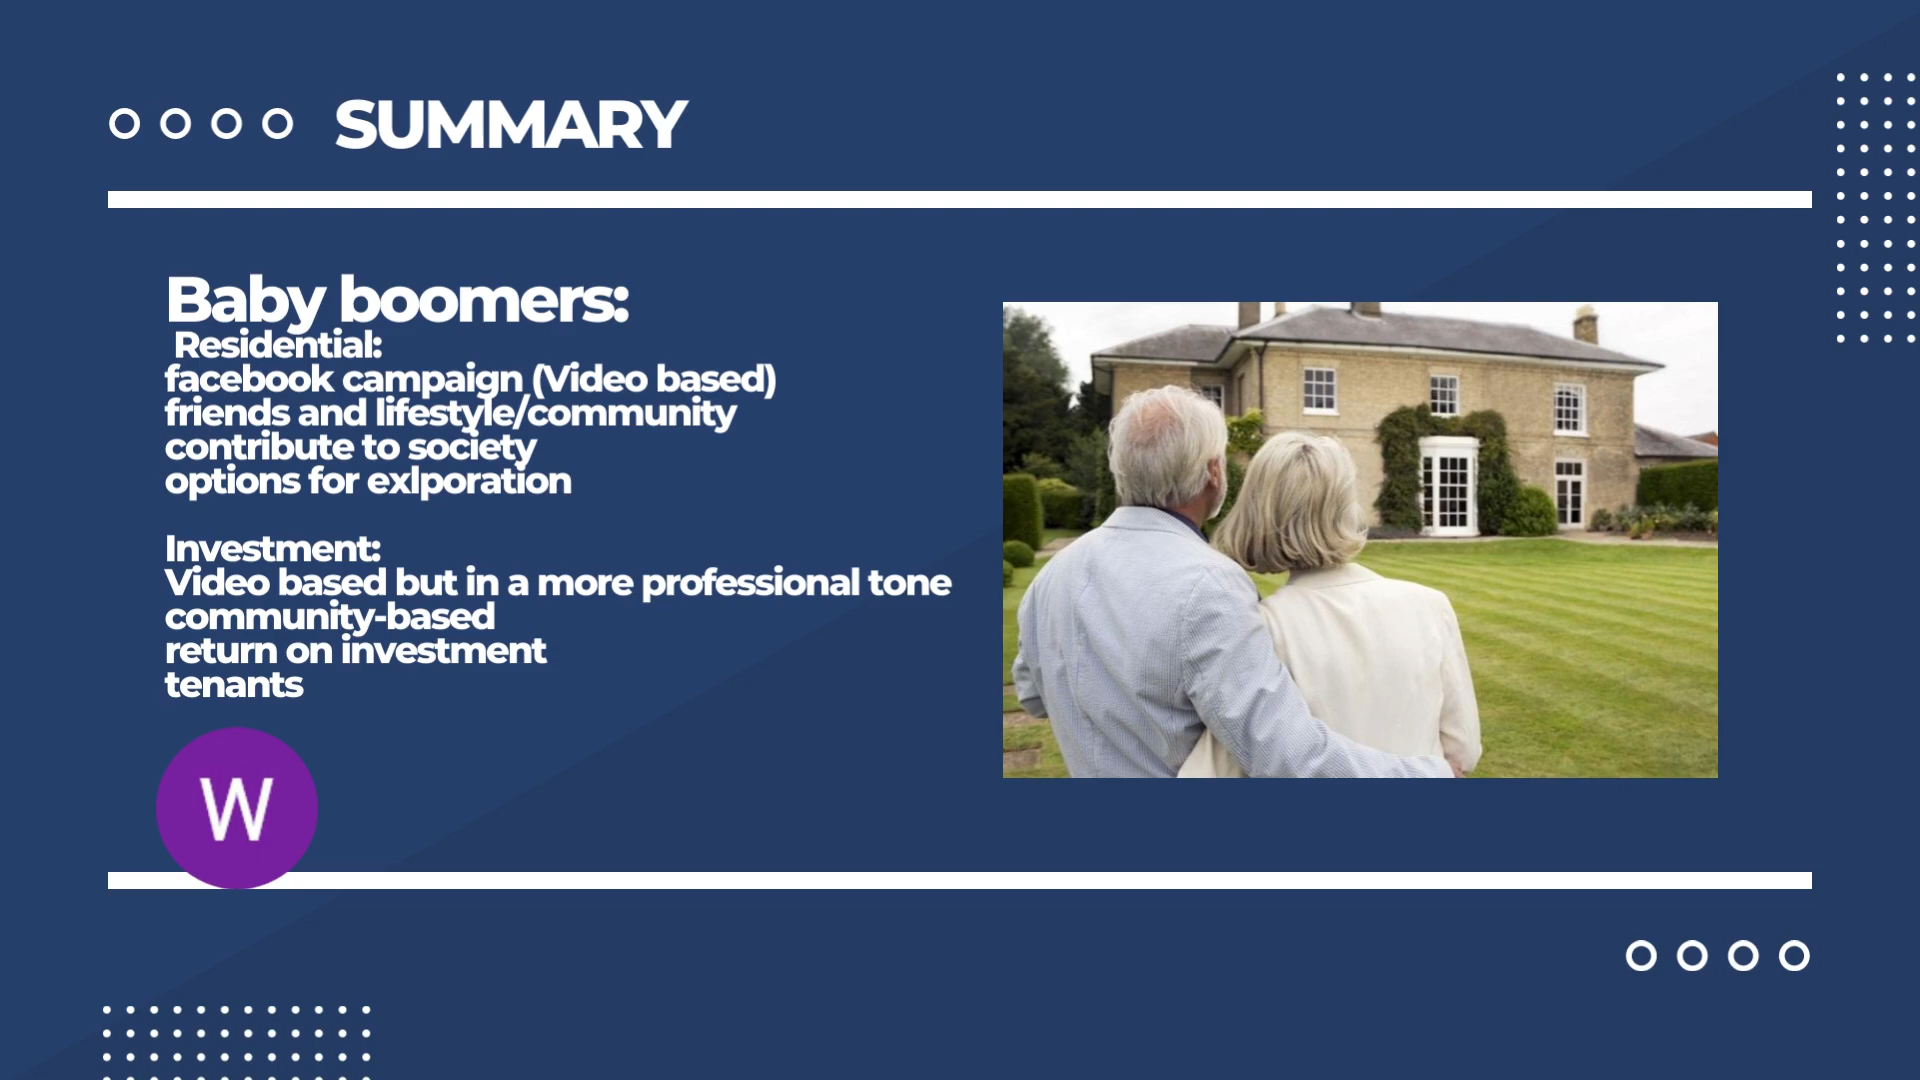 SUMMARY
Baby boomers:
Residential:
facebook campaign (Video based)
friends and lifestyle/community
contribute to society
options for exlporation
Investment:
Video based but in a more professional tone
community-based
return on investment
tenants
W